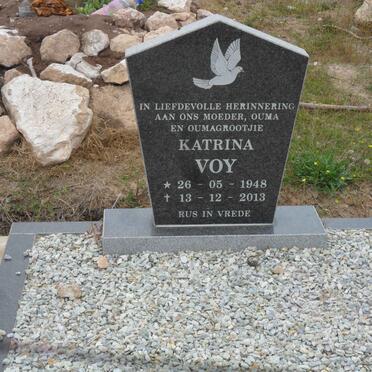 IN LIEFDEVOLLE HERINNERING
AAN ONS MOEDER, OUMA
EN OUMAGROOTJIE
KATRINA
VOY
★ 26 - 05 - 1948
✝ 13 - 12 - 2013
RUS IN VREDE